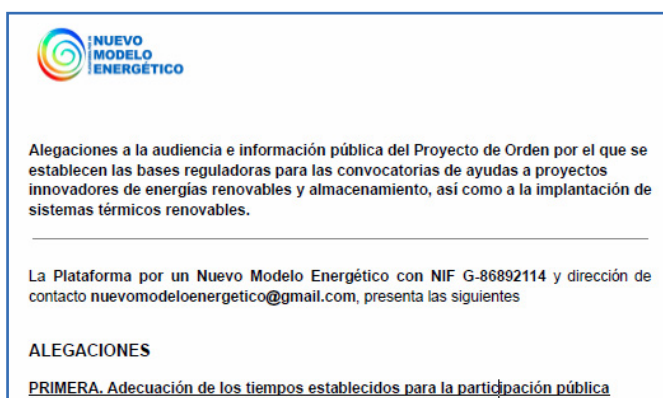 NUEVO
MODELO
ENERGÉTICO
Alegaciones a la audiencia e información pública del Proyecto de Orden por el que se
establecen las bases reguladoras para las convocatorias de ayudas a proyectos
innovadores de energías renovables y almacenamiento, así como a la implantación de
sistemas térmicos renovables.
La Plataforma por un Nuevo Modelo Energético con NIF G-86892114 y dirección de
contacto nuevomodeloenergetico@gmail.com, presenta las siguientes
ALEGACIONES
PRIMERA. Adecuación de los tiempos establecidos para la participación pública